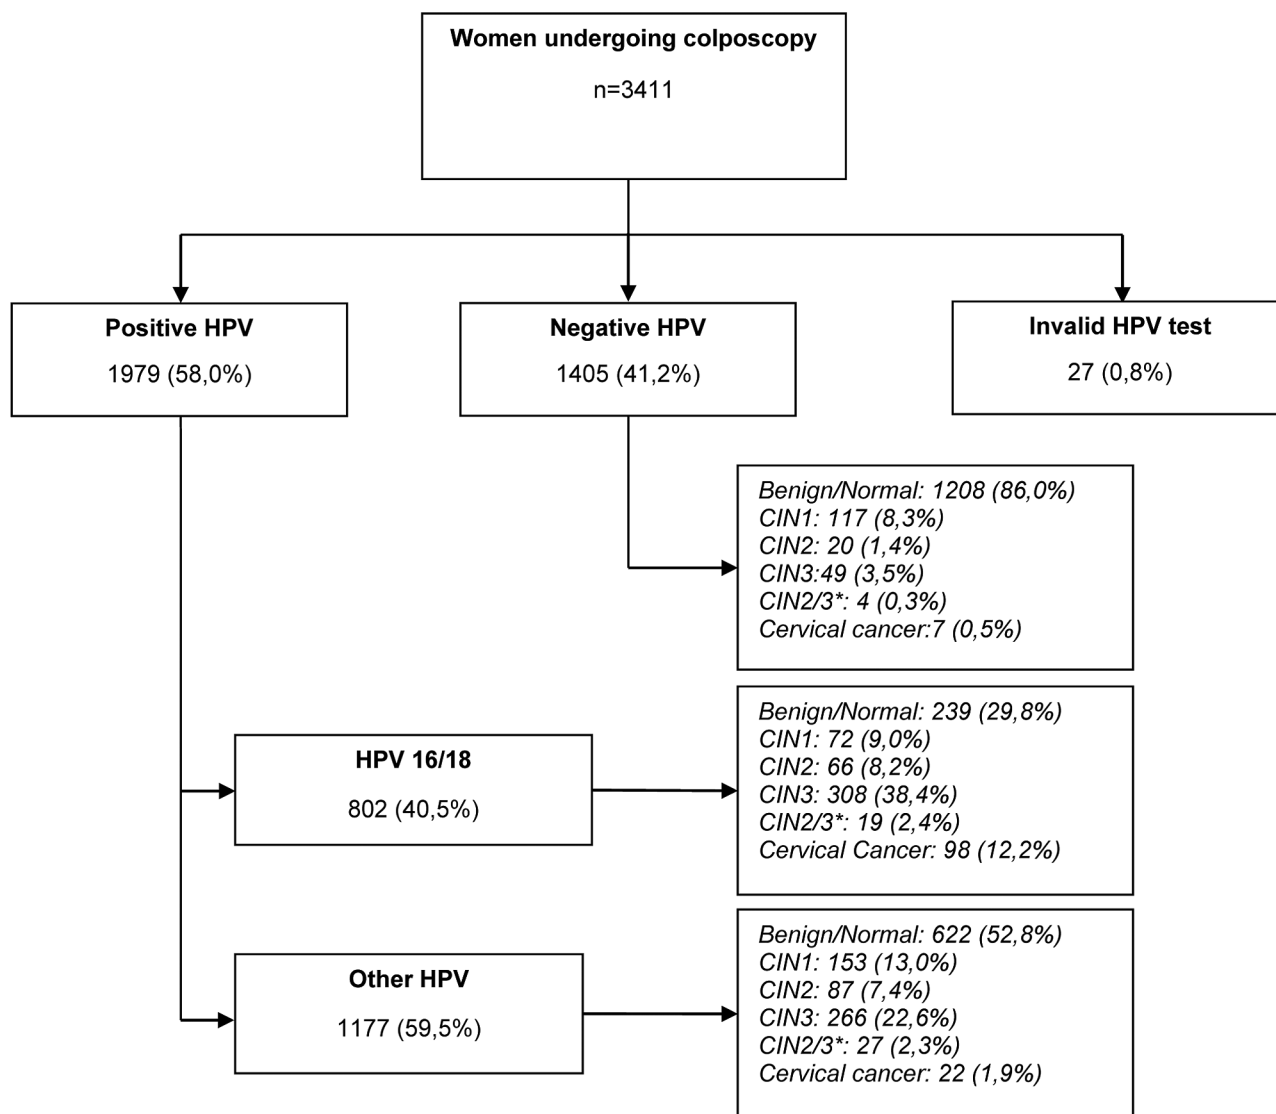 Women undergoing colposcopy
n=3411
Positive HPV
1979 (58,0%)
Negative HPV
1405 (41,2%)
Invalid HPV test
27 (0,8%)
Benign/Normal: 1208 (86,0%)
CIN1: 117 (8,3%)
CIN2: 20 (1,4%)
CIN3:49 (3,5%)
CIN2/3*: 4 (0,3%)
Cervical cancer:7 (0,5%)
HPV 16/18
802 (40,5%)
Benign/Normal: 239 (29,8%)
CIN1: 72 (9,0%)
CIN2: 66 (8,2%)
CIN3: 308 (38,4%)
CIN2/3*: 19 (2,4%)
Cervical Cancer: 98 (12,2%)
Other HPV
1177 (59,5%)
Benign/Normal: 622 (52,8%)
CIN1: 153 (13,0%)
CIN2: 87 (7,4%)
CIN3: 266 (22,6%)
CIN2/3*: 27 (2,3%)
Cervical cancer: 22 (1,9%)